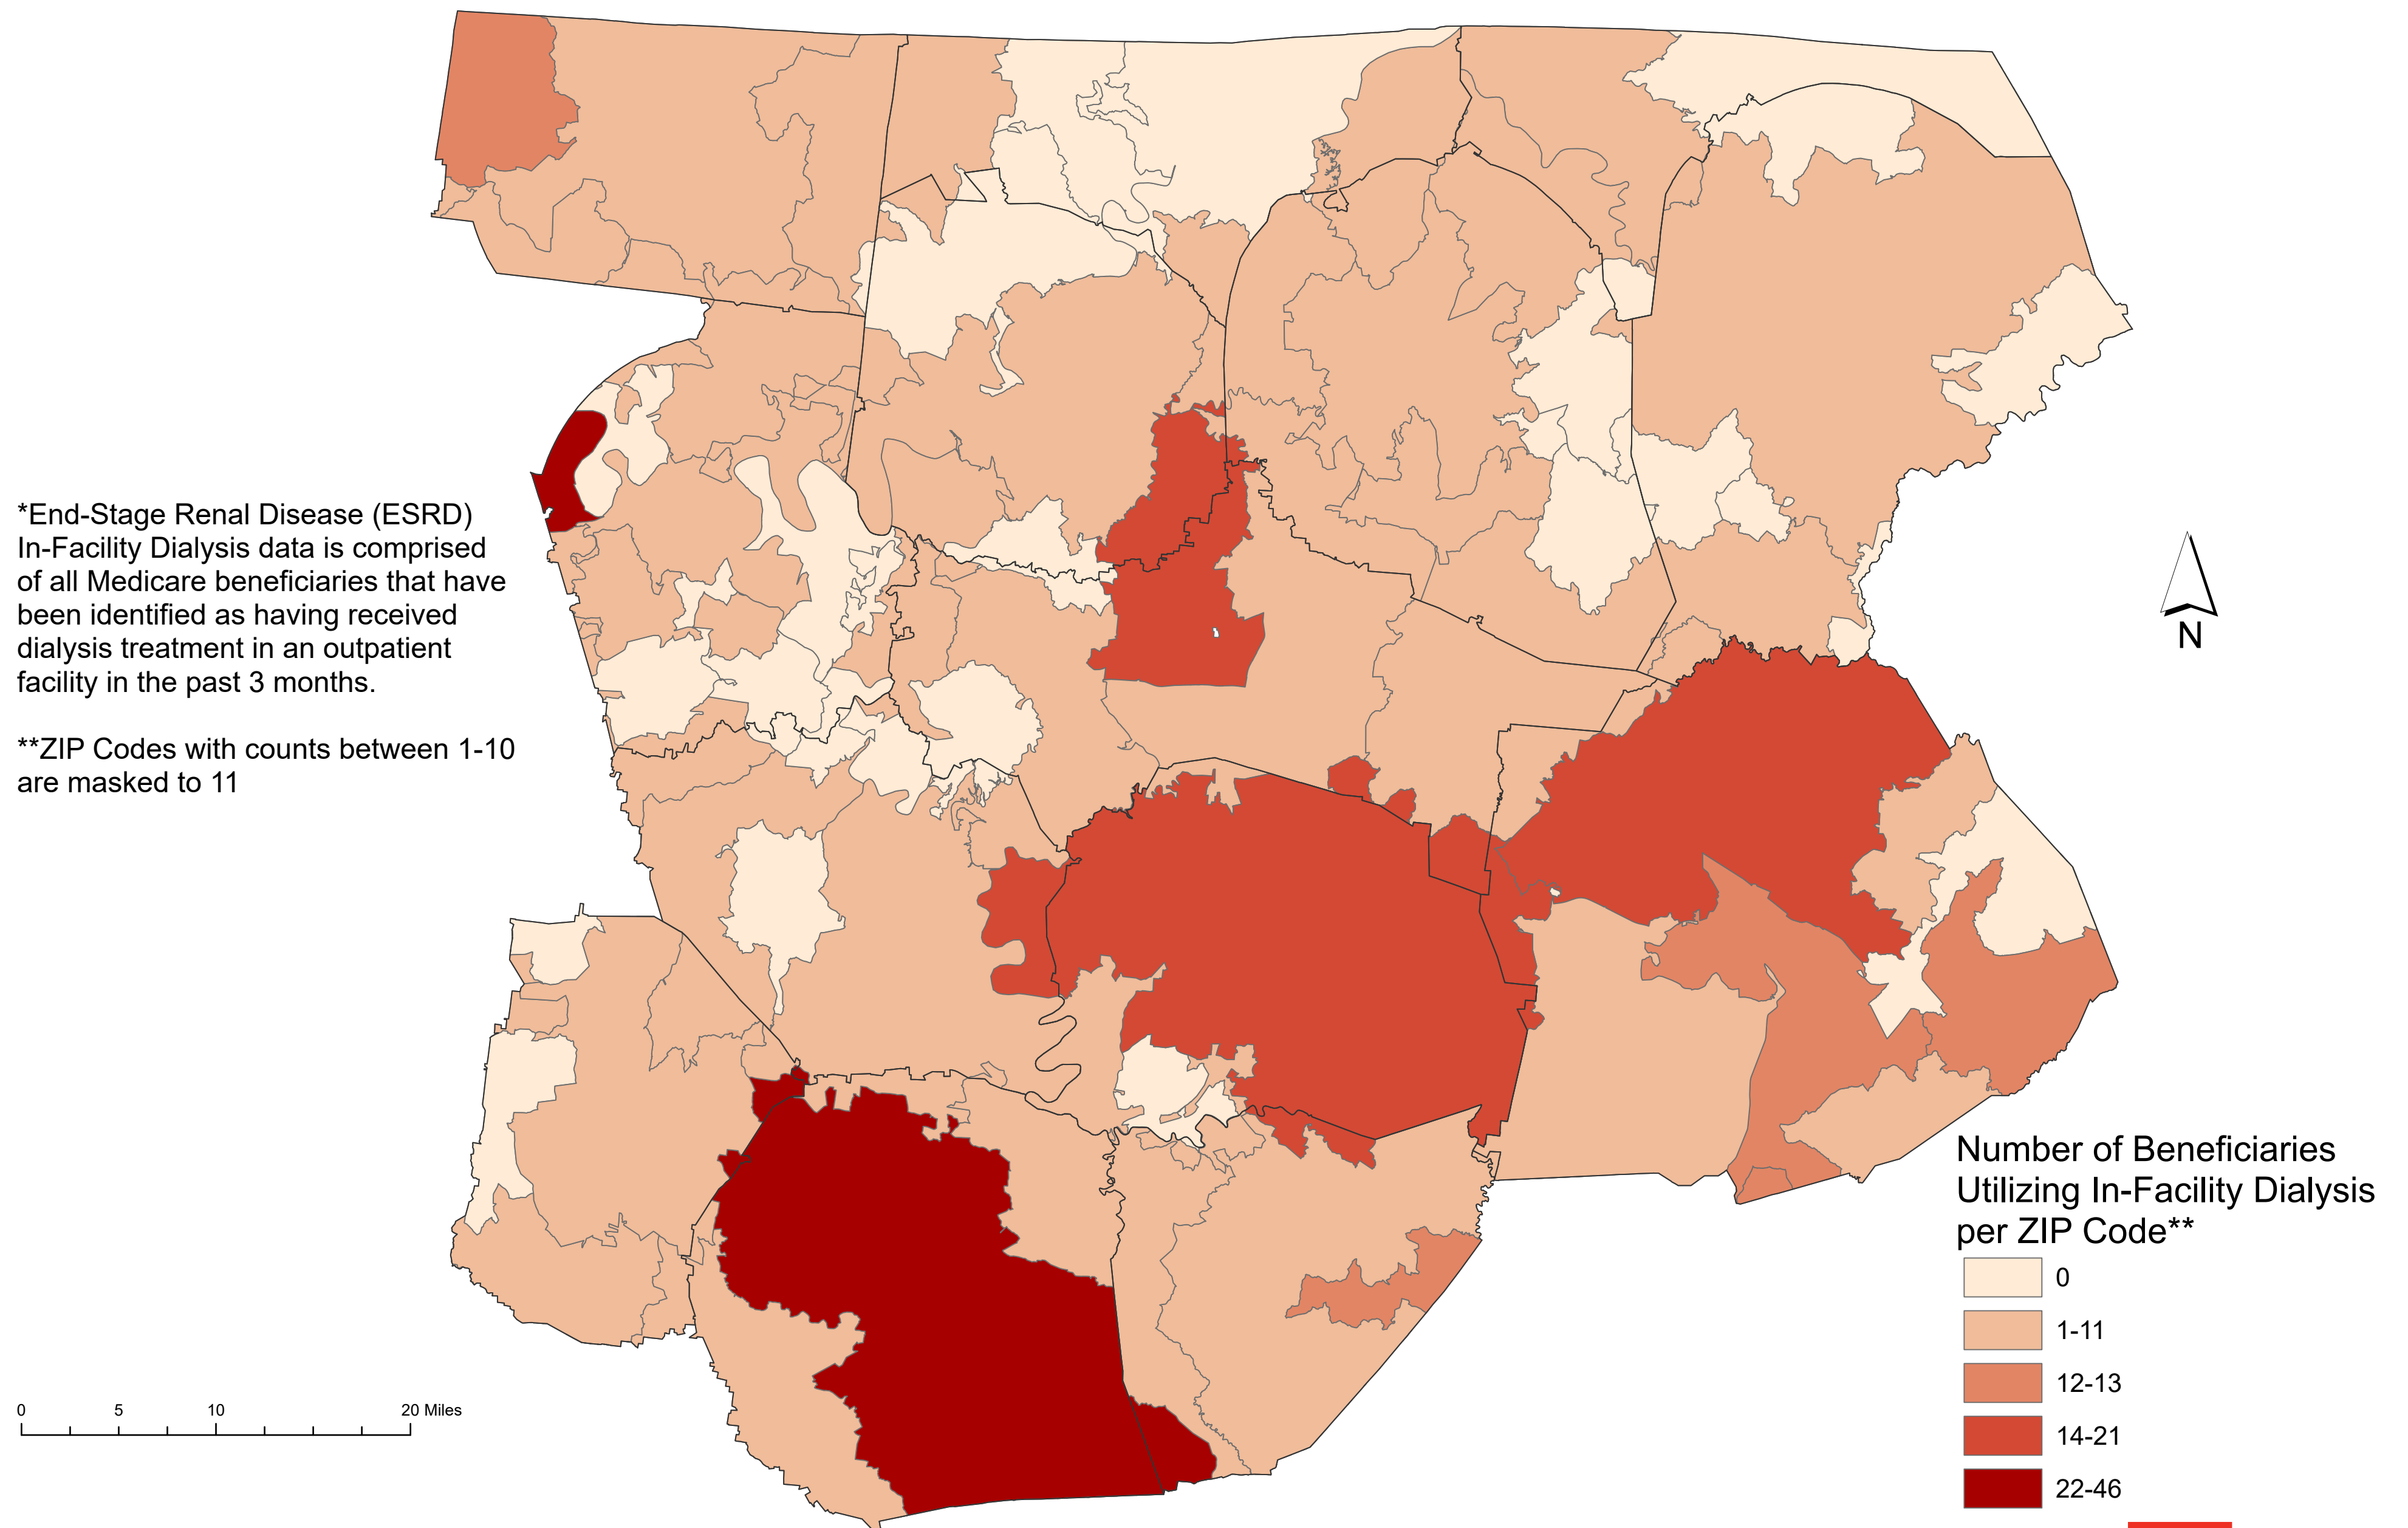 *End-Stage Renal Disease (ESRD)
In-Facility Dialysis data is comprised
of all Medicare beneficiaries that have
been identified as having received
dialysis treatment in an outpatient
facility in the past 3 months.
**ZIP Codes with counts between 1-10
are masked to 11
N
0 5 10 20 Miles
Number of Beneficiaries
Utilizing In-Facility Dialysis
per ZIP Code**
0
1-11
12-13
14-21
22-46